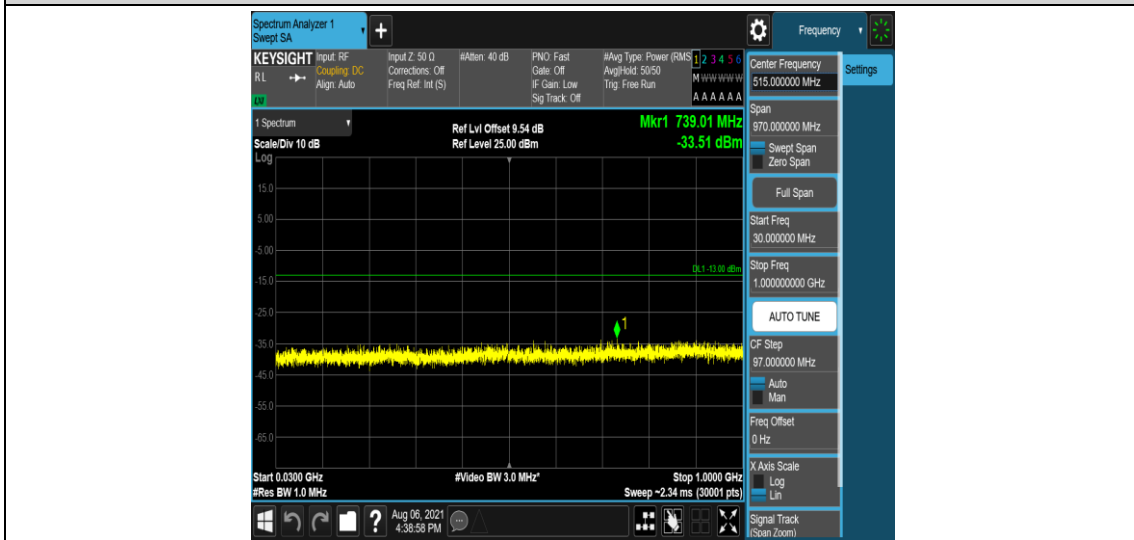 Spectrum Analyzer 1
Swept SA
+
Frequency
KEYSIGHT
RL
LXI
Input: RF
Coupling: DC
Align: Auto
Input Z: 50 Ω
Corrections: Off
Freq Ref: Int (S)
#Atten: 40 dB
PNO: Fast
Gate: Off
IF Gain: Low
Sig Track: Off
#Avg Type: Power (RMS
Avg|Hold: 50/50
Trig: Free Run
1 2 3 4 5 6
M W W W W W
A A A A A A
1 Spectrum
Scale/Div 10 dB
Log
Ref Lvl Offset 9.54 dB
Ref Level 25.00 dBm
Mkr1 739.01 MHz
-33.51 dBm
15.0
5.00
-5.00
DL1 -13.00 dBm
-15.0
-25.0
1
-35.0
-45.0
-55.0
-65.0
Start 0.0300 GHz
#Res BW 1.0 MHz
#Video BW 3.0 MHz*
Stop 1.0000 GHz
Sweep ~2.34 ms (30001 pts)
Aug 06, 2021
4:38:58 PM
Center Frequency
515.000000 MHz
Settings
Span
970.000000 MHz
Swept Span
Zero Span
Full Span
Start Freq
30.000000 MHz
Stop Freq
1.000000000 GHz
AUTO TUNE
CF Step
97.000000 MHz
Auto
Man
Freq Offset
0 Hz
X Axis Scale
Log
Lin
Signal Track
(Span Zoom)